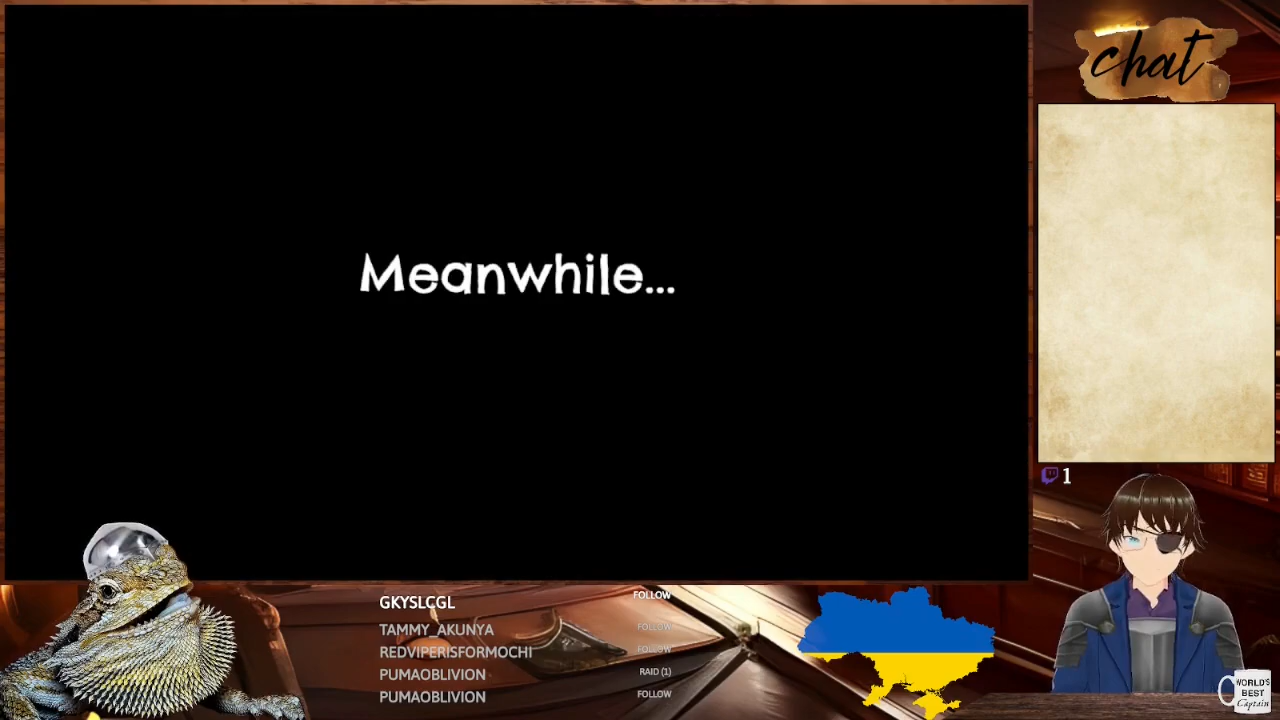 chat
Meanwhile...
1
GKYSLCGL FOLLOW
TAMMY_AKUNYA FOLLOW
REDVIPERISFORMOCHI FOLLOW
PUMAOBLIVION RAID (1)
PUMAOBLIVION FOLLOW
WORLD'S
BEST
Captain